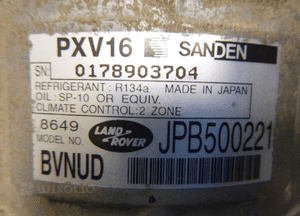 PXV16 SANDEN
SN: 0178903704
REFRIGERANT: R134a MADE IN JAPAN
OIL: SP-10 OR EQUIV.
CLIMATE CONTROL: 2 ZONE
8649 LAND ROVER JPB500221
MODEL NO.
BVNUD